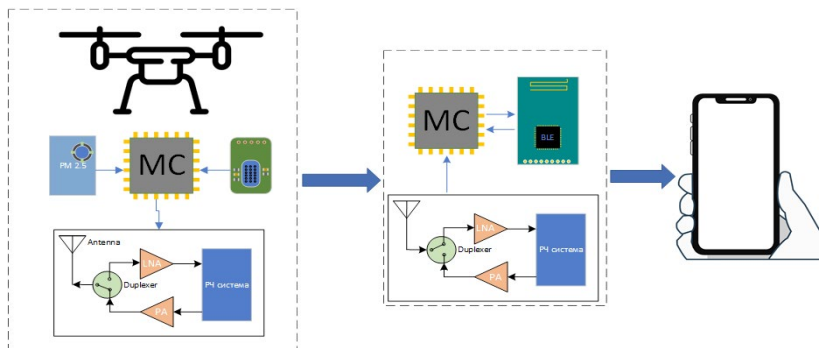 PM 2.5
MC
Antenna
LNA
Duplexer
PA
РЧ система
MC
BLE
LNA
Duplexer
PA
РЧ система